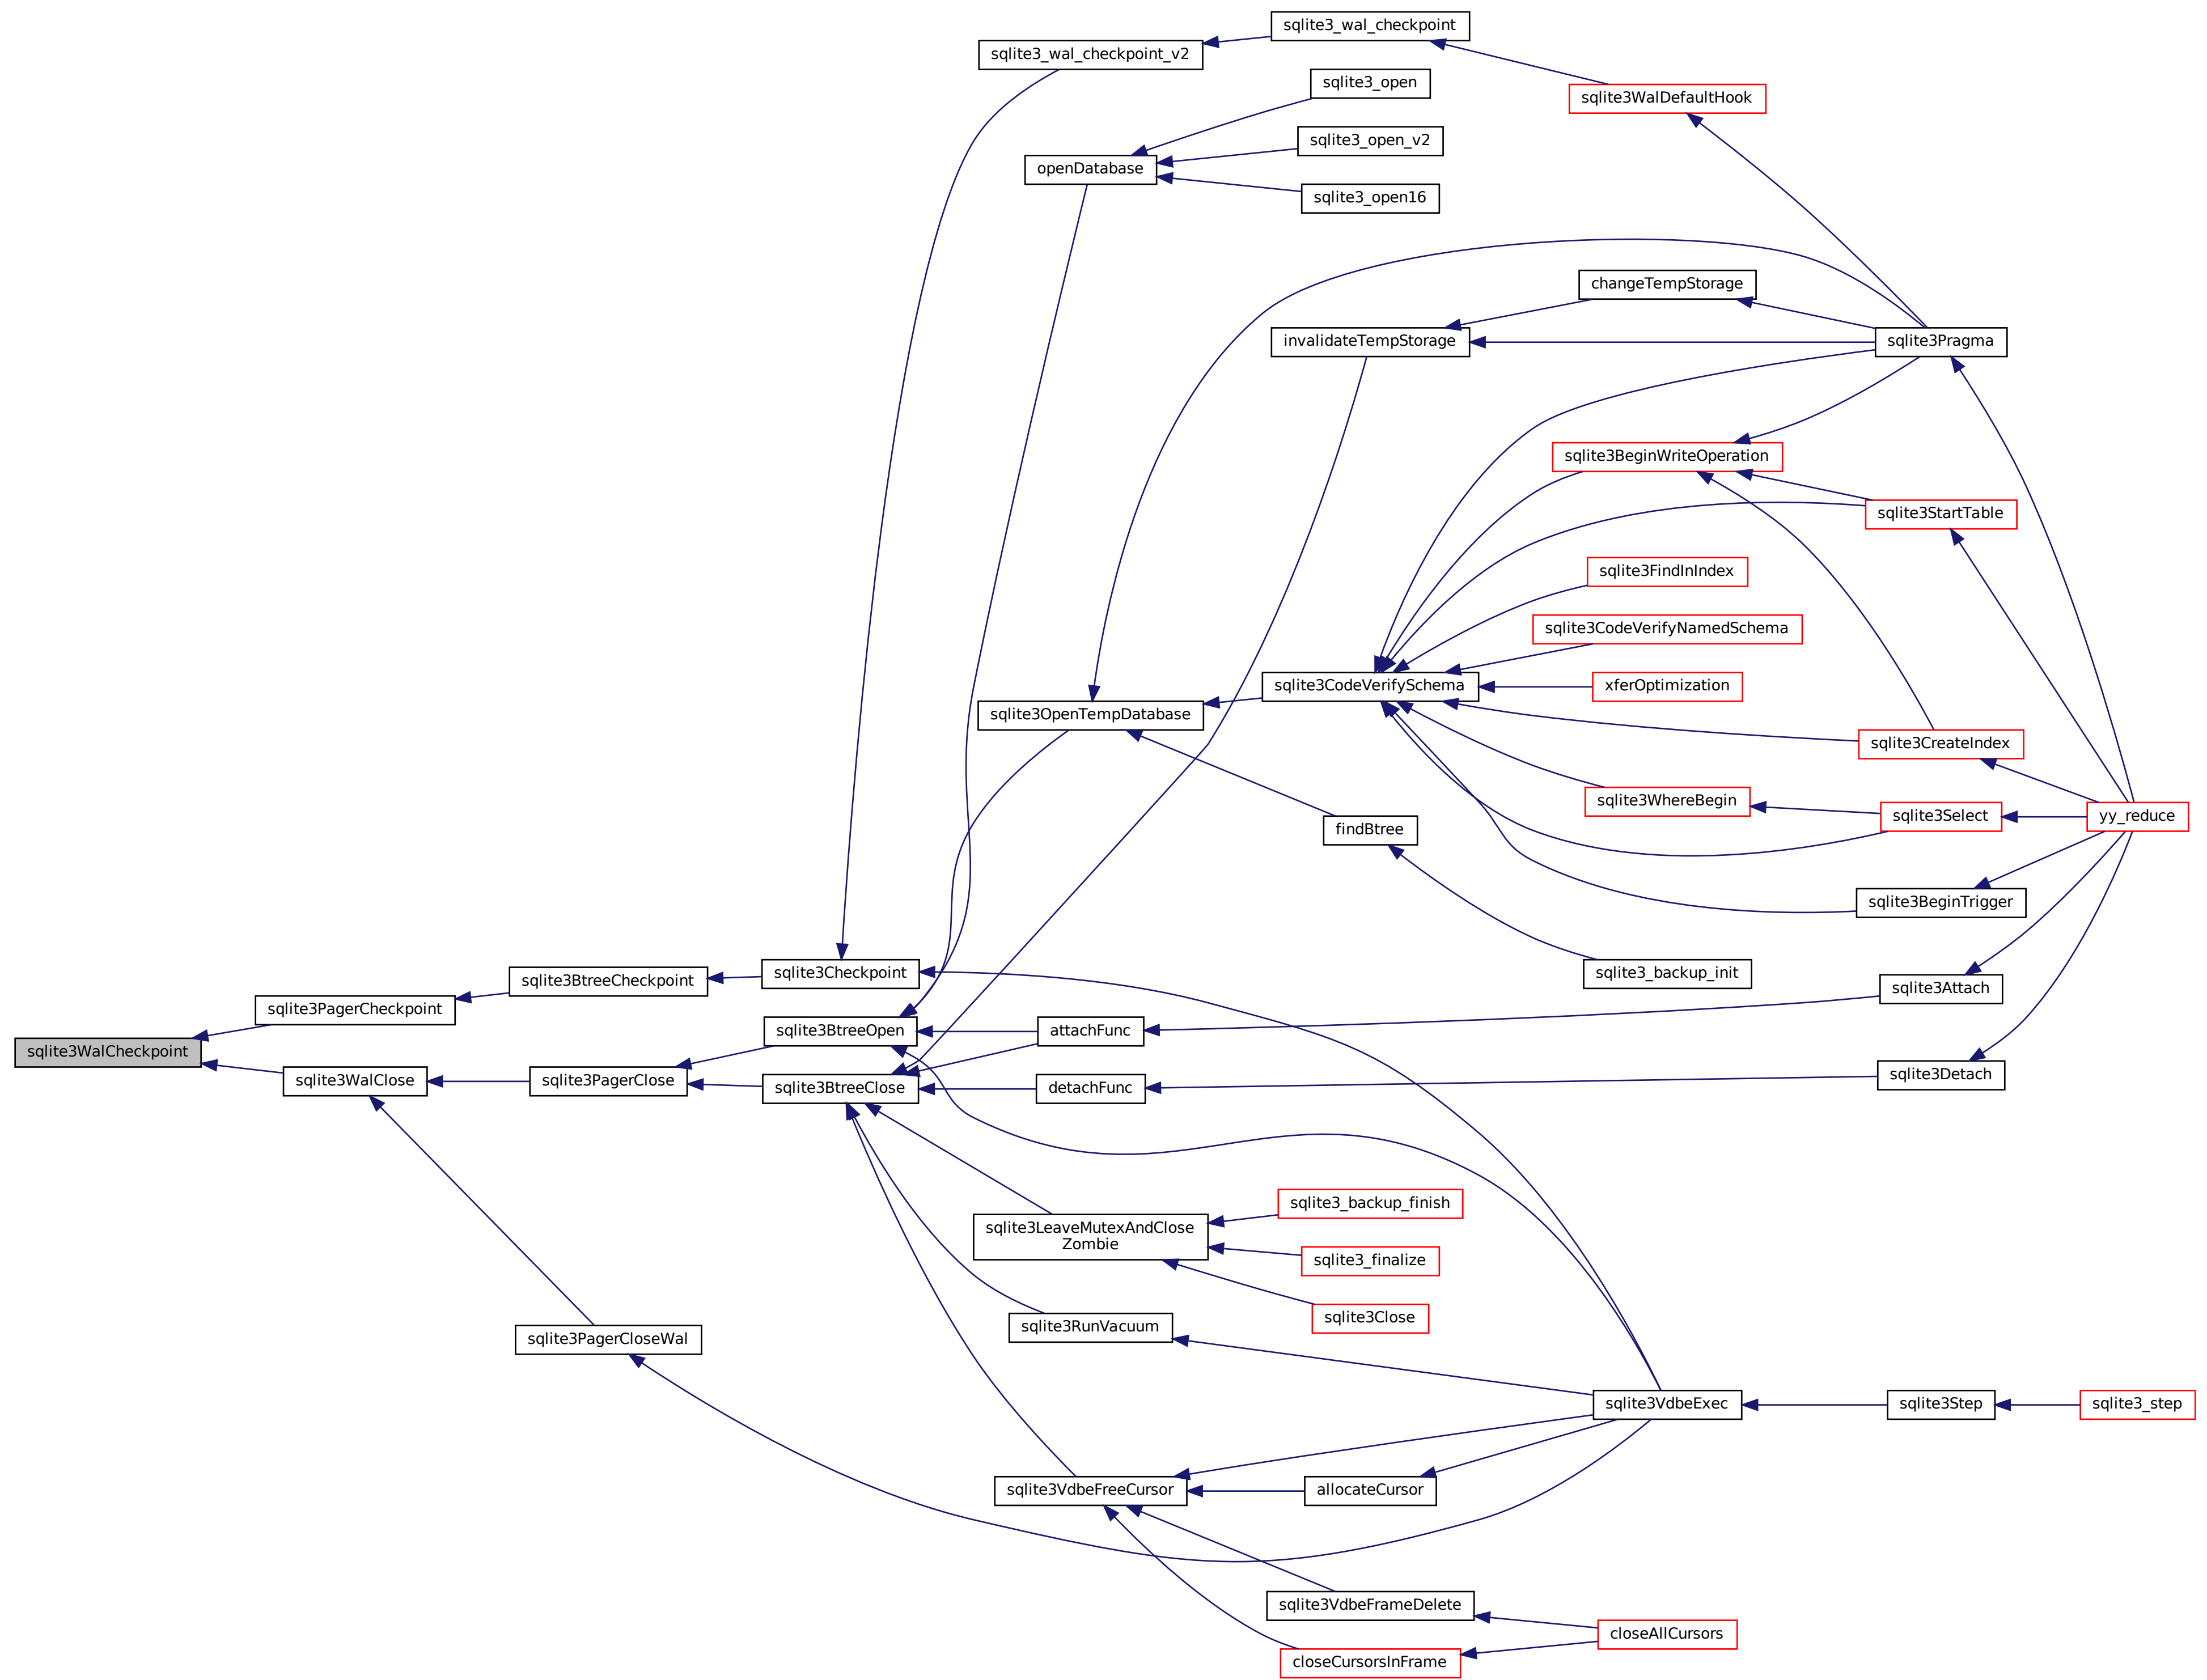 sqlite3_wal_checkpoint
sqlite3_wal_checkpoint_v2
sqlite3_open
sqlite3WalDefaultHook
sqlite3_open_v2
openDatabase
sqlite3_open16
changeTempStorage
invalidateTempStorage
sqlite3Pragma
sqlite3BeginWriteOperation
sqlite3StartTable
sqlite3FindInIndex
sqlite3CodeVerifyNamedSchema
sqlite3CodeVerifySchema
xferOptimization
sqlite3OpenTempDatabase
sqlite3CreateIndex
sqlite3WhereBegin
sqlite3Select
yy_reduce
findBtree
sqlite3BeginTrigger
sqlite3Checkpoint
sqlite3_backup_init
sqlite3BtreeCheckpoint
sqlite3Attach
sqlite3PagerCheckpoint
sqlite3BtreeOpen
attachFunc
sqlite3WalCheckpoint
sqlite3WalClose
sqlite3PagerClose
sqlite3BtreeClose
detachFunc
sqlite3Detach
sqlite3_backup_finish
sqlite3LeaveMutexAndClose
Zombie
sqlite3_finalize
sqlite3Close
sqlite3RunVacuum
sqlite3PagerCloseWal
sqlite3VdbeExec
sqlite3Step
sqlite3_step
sqlite3VdbeFreeCursor
allocateCursor
sqlite3VdbeFrameDelete
closeAllCursors
closeCursorsInFrame